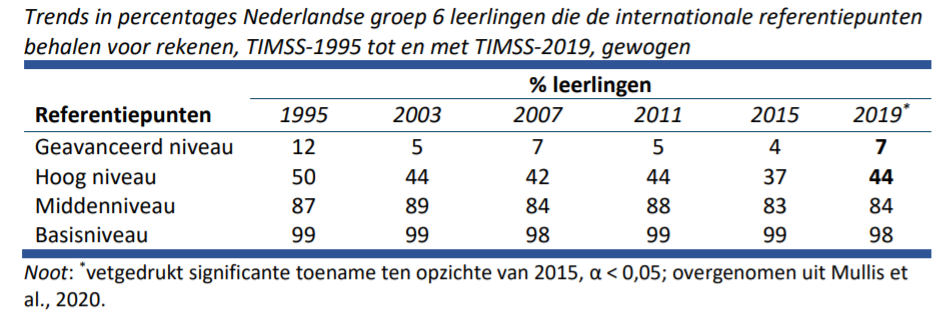 Trends in percentages Nederlandse groep 6 leerlingen die de internationale referentiepunten
behalen voor rekenen, TIMSS-1995 tot en met TIMSS-2019, gewogen
% leerlingen
Referentiepunten 1995 2003 2007 2011 2015 2019*
Geavanceerd niveau 12 5 7 5 4 7
Hoog niveau 50 44 42 44 37 44
Middenniveau 87 89 84 88 83 84
Basisniveau 99 99 98 99 99 98
Noot: *vetgedrukt significante toename ten opzichte van 2015, α < 0,05; overgenomen uit Mullis et
al., 2020.